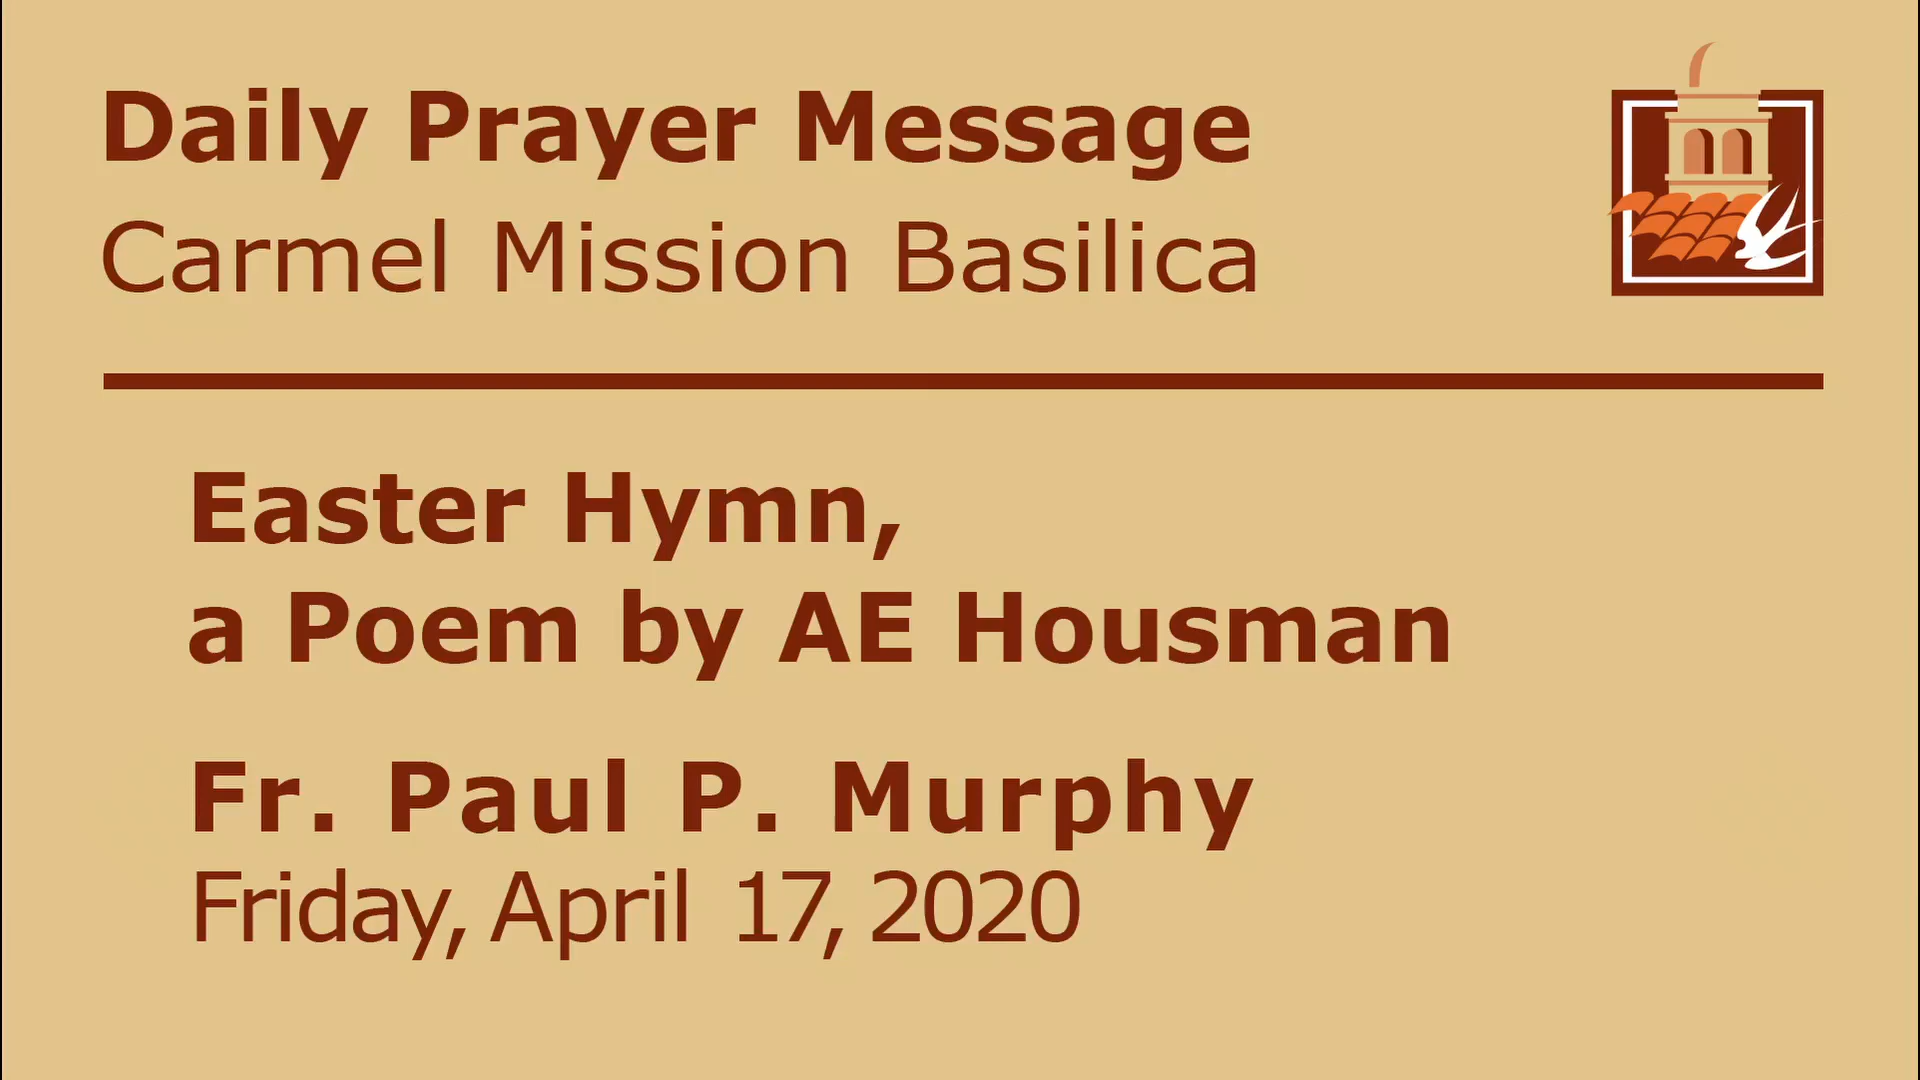 Daily Prayer Message
Carmel Mission Basilica
Easter Hymn,
a Poem by AE Housman
Fr. Paul P. Murphy
Friday, April 17, 2020